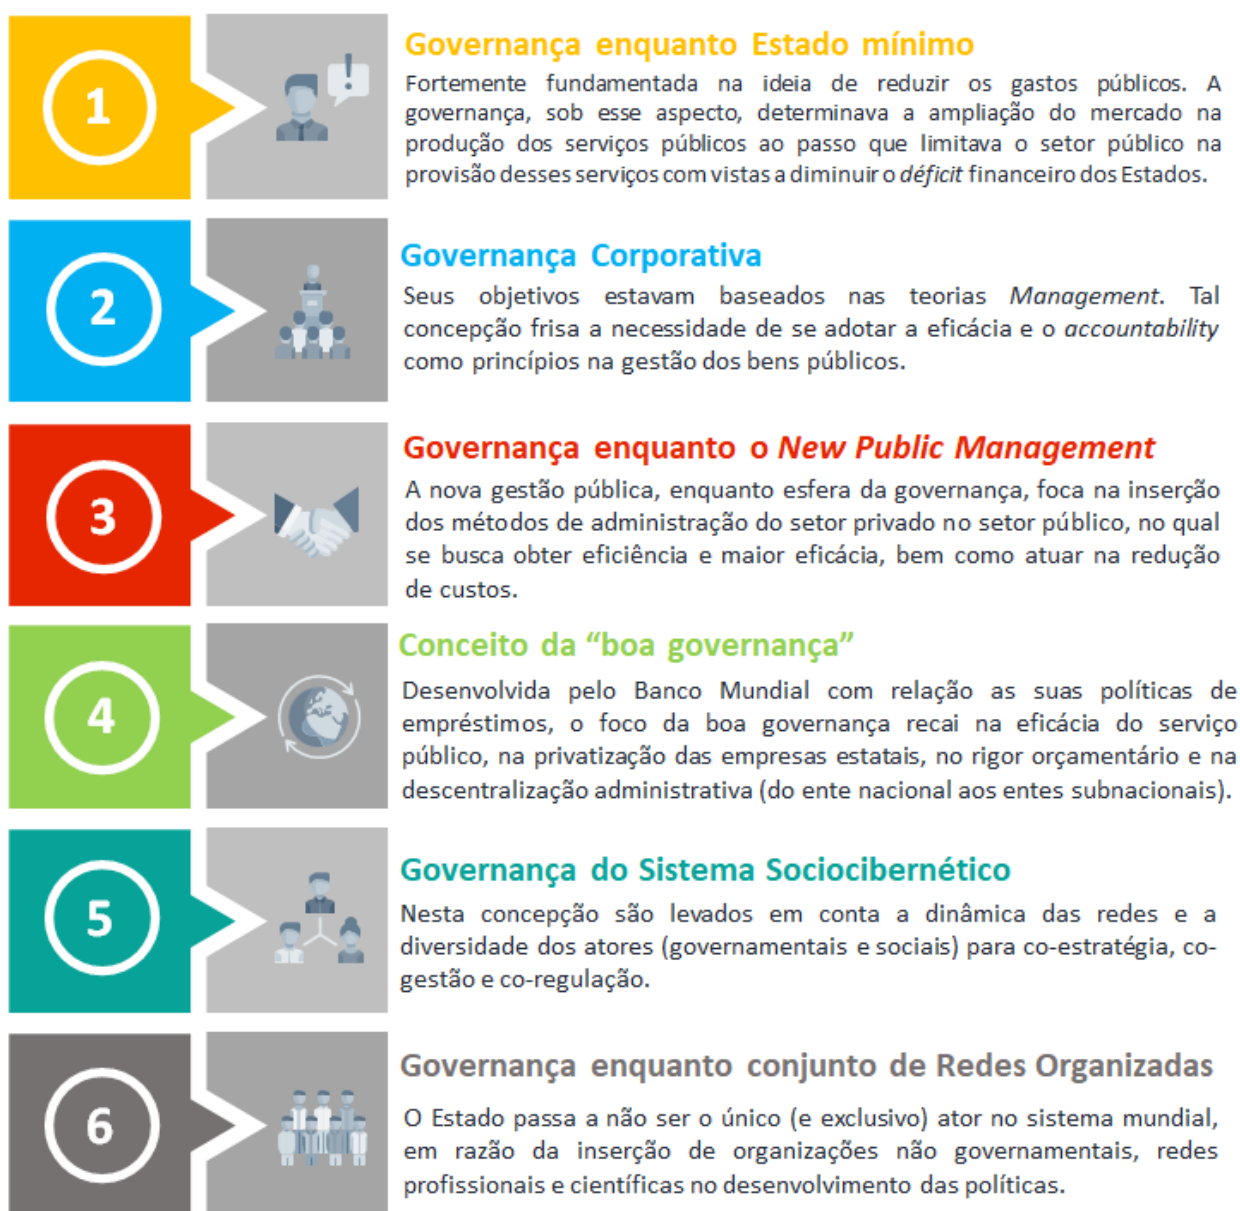 1
Governança enquanto Estado mínimo
Fortemente fundamentada na ideia de reduzir os gastos públicos. A
governança, sob esse aspecto, determinava a ampliação do mercado na
produção dos serviços públicos ao passo que limitava o setor público na
provisão desses serviços com vistas a diminuir o déficit financeiro dos Estados.
2
Governança Corporativa
Seus objetivos estavam baseados nas teorias Management. Tal
concepção frisa a necessidade de se adotar a eficácia e o accountability
como princípios na gestão dos bens públicos.
3
Governança enquanto o New Public Management
A nova gestão pública, enquanto esfera da governança, foca na inserção
dos métodos de administração do setor privado no setor público, no qual
se busca obter eficiência e maior eficácia, bem como atuar na redução
de custos.
4
Conceito da “boa governança”
Desenvolvida pelo Banco Mundial com relação as suas políticas de
empréstimos, o foco da boa governança recai na eficácia do serviço
público, na privatização das empresas estatais, no rigor orçamentário e na
descentralização administrativa (do ente nacional aos entes subnacionais).
5
Governança do Sistema Sociocibernético
Nesta concepção são levados em conta a dinâmica das redes e a
diversidade dos atores (governamentais e sociais) para co-estratégia, co-
gestão e co-regulação.
6
Governança enquanto conjunto de Redes Organizadas
O Estado passa a não ser o único (e exclusivo) ator no sistema mundial,
em razão da inserção de organizações não governamentais, redes
profissionais e científicas no desenvolvimento das políticas.